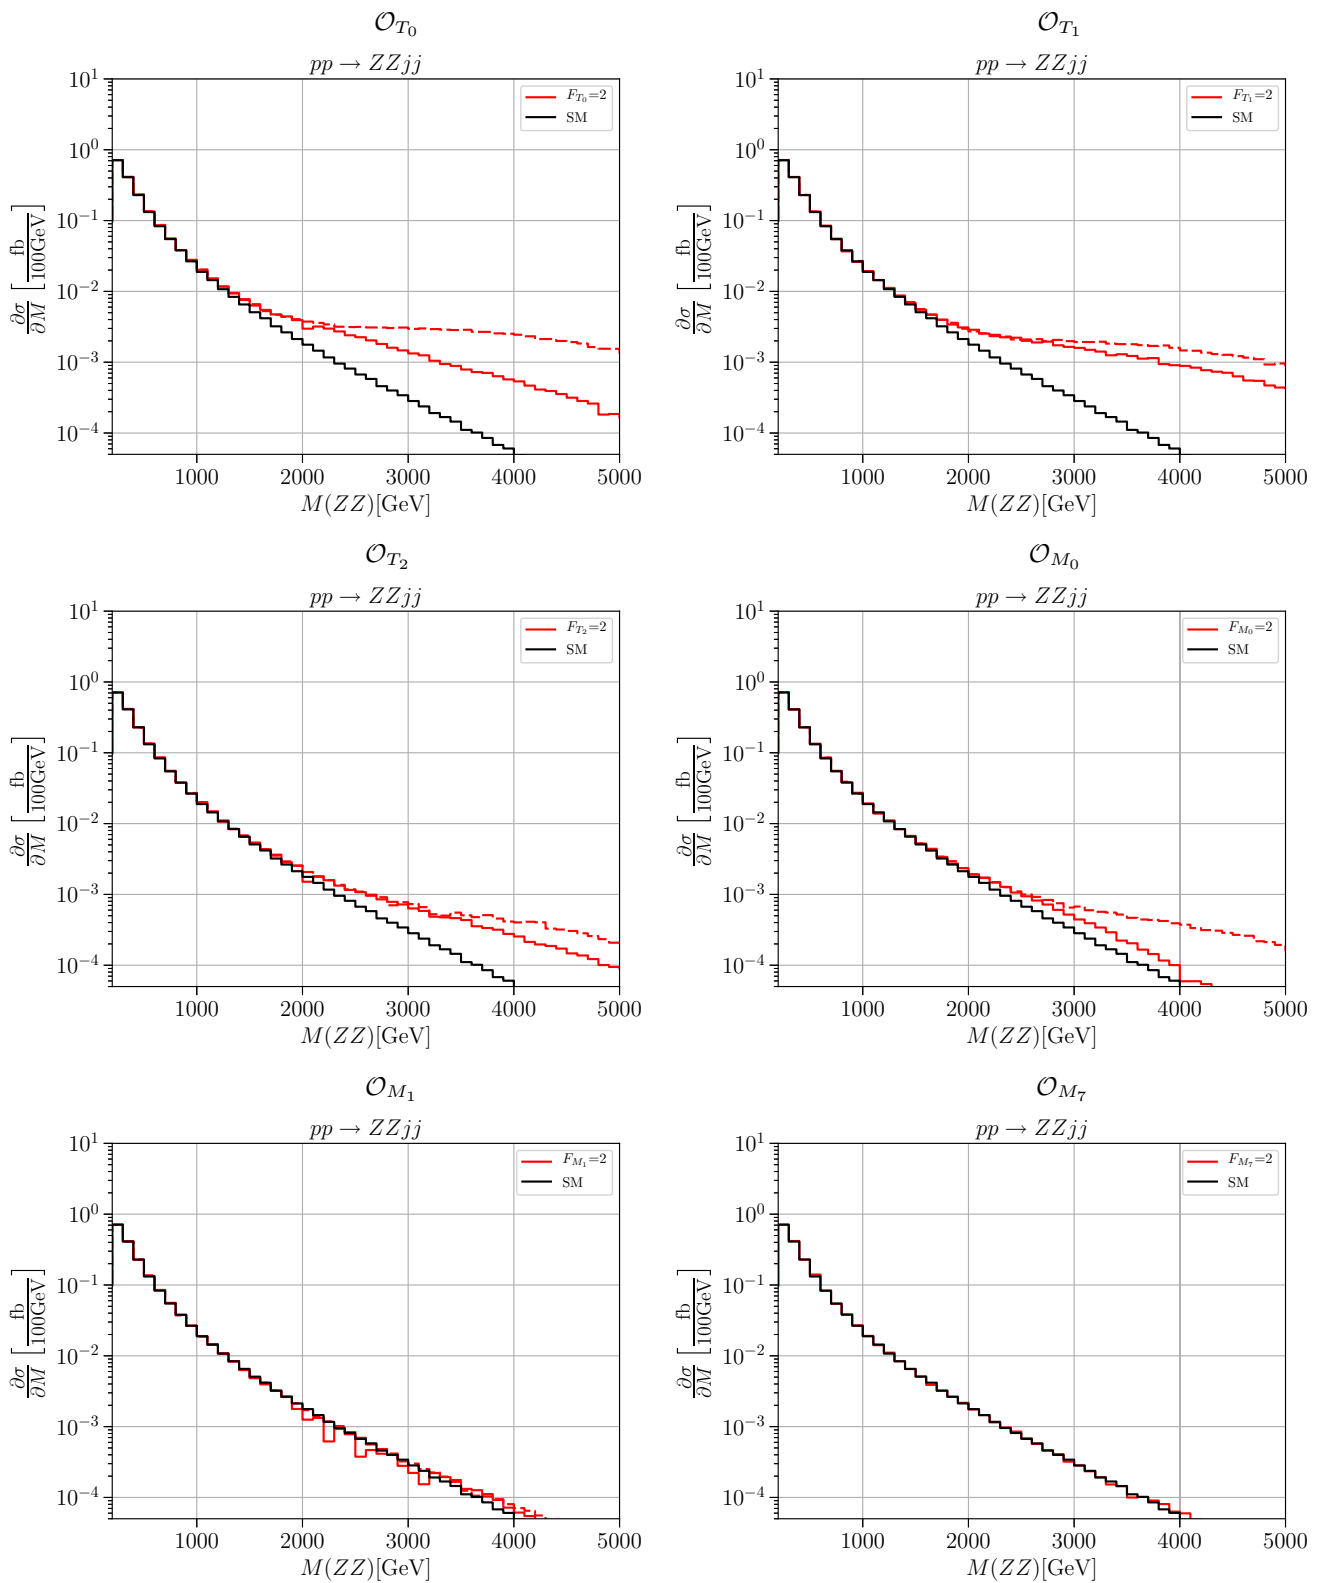 𝒪_{T_0}
pp → ZZjj
F_{T_0}=2
SM
10^1
10^0
10^{-1}
10^{-2}
10^{-3}
10^{-4}
∂σ/∂M [fb/100GeV]
1000 2000 3000 4000 5000
M(ZZ)[GeV]
𝒪_{T_1}
pp → ZZjj
F_{T_1}=2
SM
10^1
10^0
10^{-1}
10^{-2}
10^{-3}
10^{-4}
∂σ/∂M [fb/100GeV]
1000 2000 3000 4000 5000
M(ZZ)[GeV]
𝒪_{T_2}
pp → ZZjj
F_{T_2}=2
SM
10^1
10^0
10^{-1}
10^{-2}
10^{-3}
10^{-4}
∂σ/∂M [fb/100GeV]
1000 2000 3000 4000 5000
M(ZZ)[GeV]
𝒪_{M_0}
pp → ZZjj
F_{M_0}=2
SM
10^1
10^0
10^{-1}
10^{-2}
10^{-3}
10^{-4}
∂σ/∂M [fb/100GeV]
1000 2000 3000 4000 5000
M(ZZ)[GeV]
𝒪_{M_1}
pp → ZZjj
F_{M_1}=2
SM
10^1
10^0
10^{-1}
10^{-2}
10^{-3}
10^{-4}
∂σ/∂M [fb/100GeV]
1000 2000 3000 4000 5000
M(ZZ)[GeV]
𝒪_{M_7}
pp → ZZjj
F_{M_7}=2
SM
10^1
10^0
10^{-1}
10^{-2}
10^{-3}
10^{-4}
∂σ/∂M [fb/100GeV]
1000 2000 3000 4000 5000
M(ZZ)[GeV]